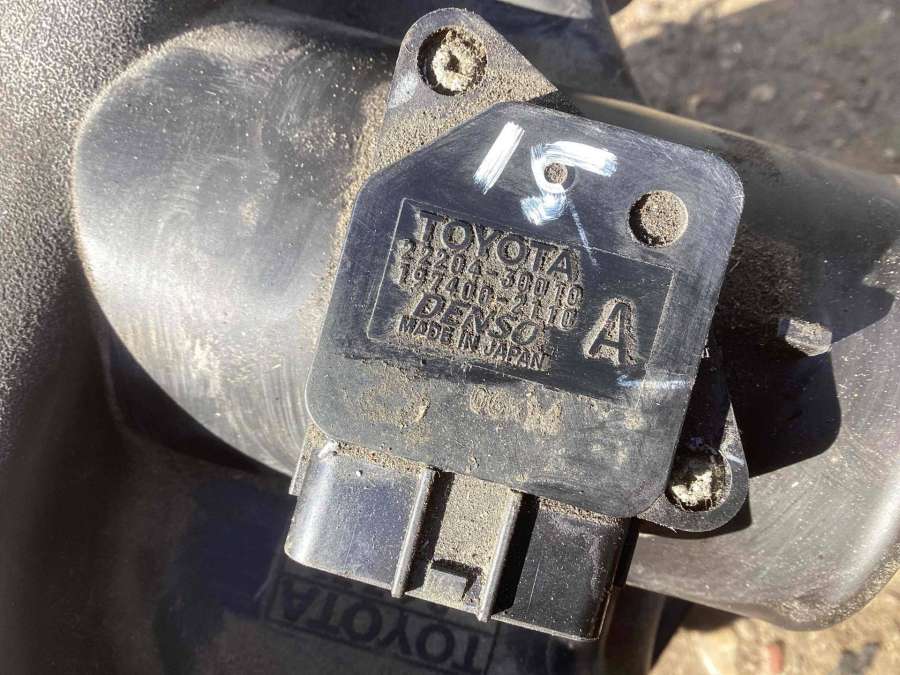 15
TOYOTA
22204-30010
197400-2110
DENSO
MADE IN JAPAN
A
TOYOTA